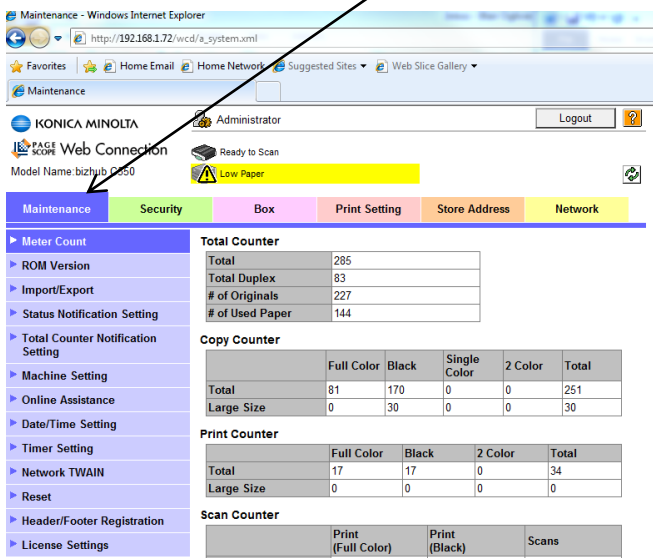 Maintenance - Windows Internet Explorer
http://192.168.1.72/wcd/a_system.xml
Favorites Home Email Home Network Suggested Sites Web Slice Gallery
Maintenance
KONICA MINOLTA Administrator Logout ?
PAGE SCOPE Web Connection Ready to Scan
Model Name:bizhub C350 Low Paper
Maintenance Security Box Print Setting Store Address Network
Meter Count
ROM Version
Import/Export
Status Notification Setting
Total Counter Notification
Setting
Machine Setting
Online Assistance
Date/Time Setting
Timer Setting
Network TWAIN
Reset
Header/Footer Registration
License Settings
Total Counter
Total 285
Total Duplex 83
# of Originals 227
# of Used Paper 144
Copy Counter
Full Color Black Single Color 2 Color Total
Total 81 170 0 0 251
Large Size 0 30 0 0 30
Print Counter
Full Color Black 2 Color Total
Total 17 17 0 34
Large Size 0 0 0 0
Scan Counter
Print (Full Color) Print (Black) Scans